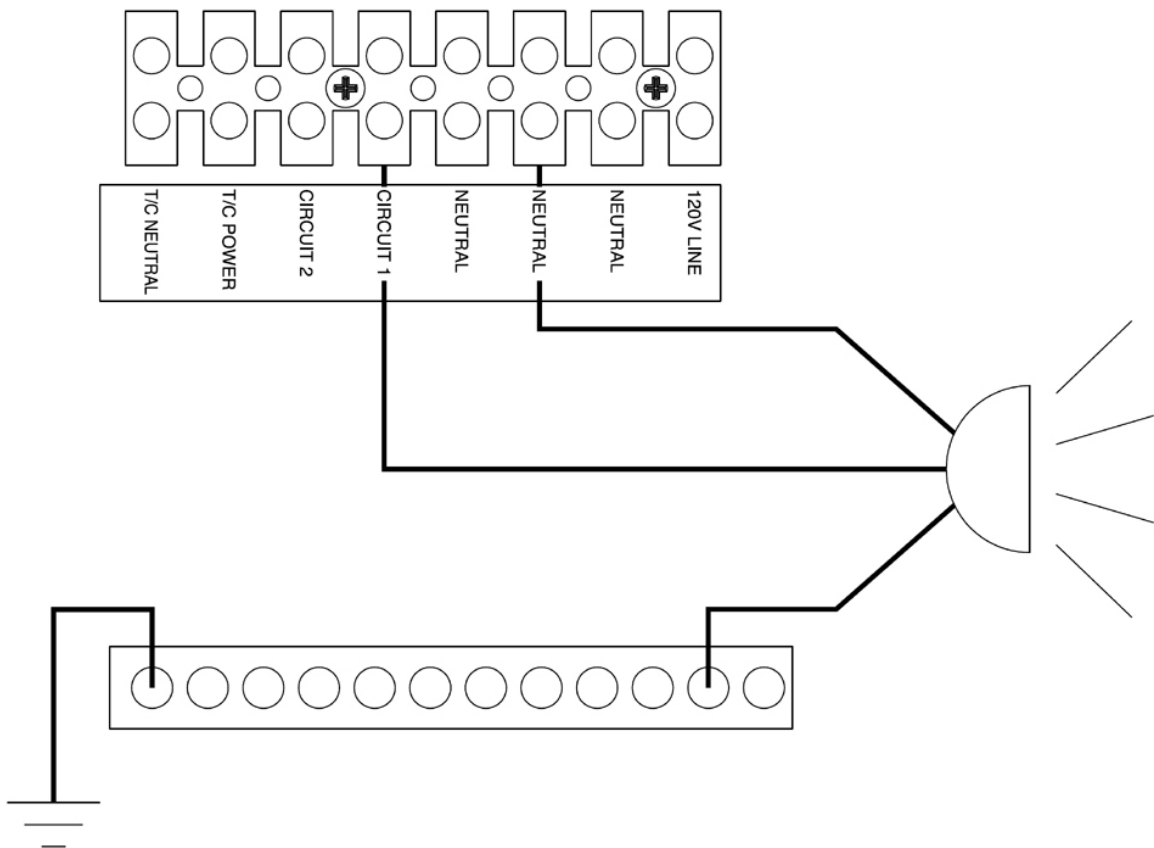 T/C NEUTRAL
T/C POWER
CIRCUIT 2
CIRCUIT 1
NEUTRAL
NEUTRAL
NEUTRAL
120V LINE